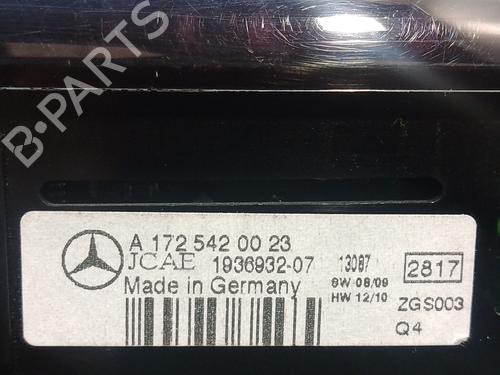 B-PARTS
A 172 542 00 23
JCAE 1936932-07
Made in Germany
13087
SW 08/09
HW 12/10
2817
ZGS003
Q4